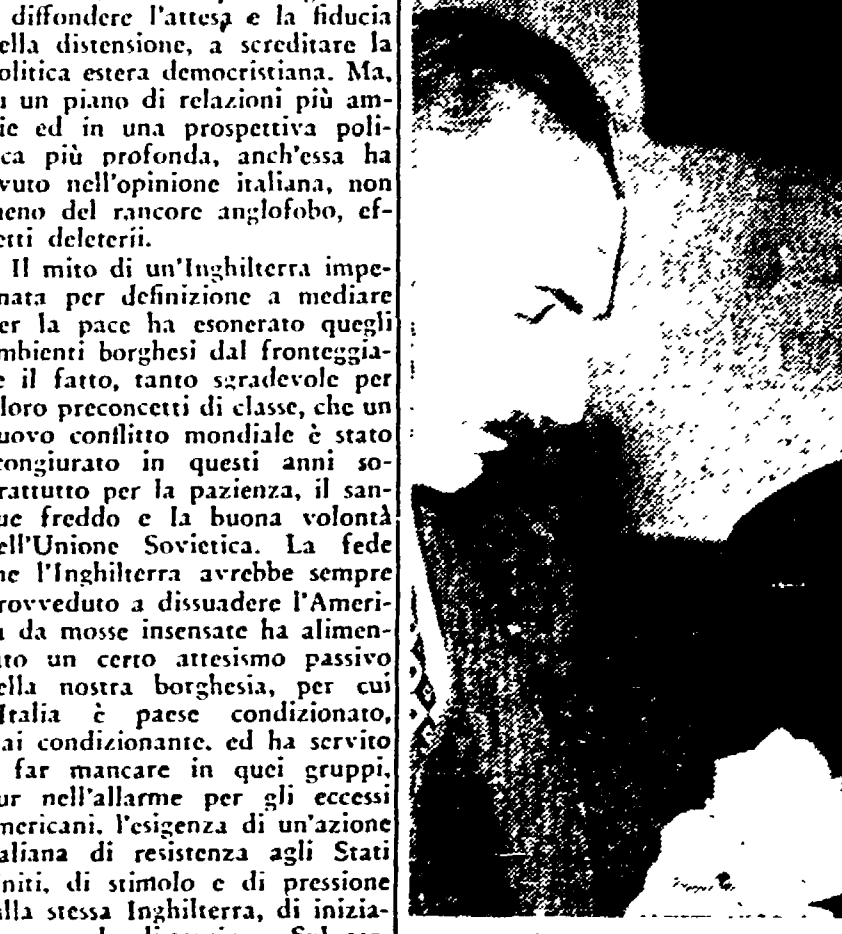 diffondere l'attesa e la fiducia
ella distensione, a screditare la
olitica estera democristiana. Ma,
un piano di relazioni più am-
ie ed in una prospettiva poli-
ca più profonda, anch'essa ha
vuto nell'opinione italiana, non
neno del rancore anglofobo, ef-
etti deleterii.
Il mito di un'Inghilterra impe-
nata per definizione a mediare
er la pace ha esonerato quegli
mbienti borghesi dal fronteggia-
e il fatto, tanto sgradevole per
loro preconcetti di classe, che un
uovo conflitto mondiale è stato
congiurato in questi anni so-
rattutto per la pazienza, il san-
ue freddo e la buona volontà
ell'Unione Sovietica. La fede
he l'Inghilterra avrebbe sempre
rovveduto a dissuadere l'Ameri-
a da mosse insensate ha alimen-
ato un certo attesismo passivo
ella nostra borghesia, per cui
Italia è paese condizionato,
ai condizionante, ed ha servito
far mancare in quei gruppi,
ur nell'allarme per gli eccessi
mericani, l'esigenza di un'azione
aliana di resistenza agli Stati
niti, di stimolo e di pressione
alla stessa Inghilterra, di inizia-